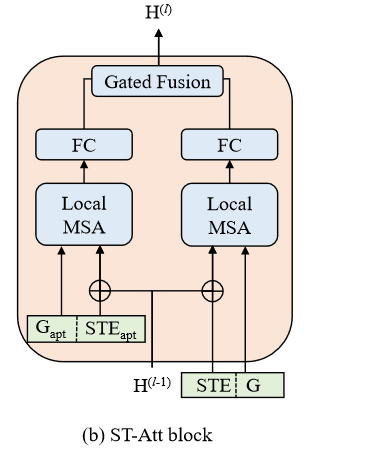 H(l)
Gated Fusion
FC FC
Local MSA Local MSA
Gapt STEapt
H(l-1)
STE G
(b) ST-Att block